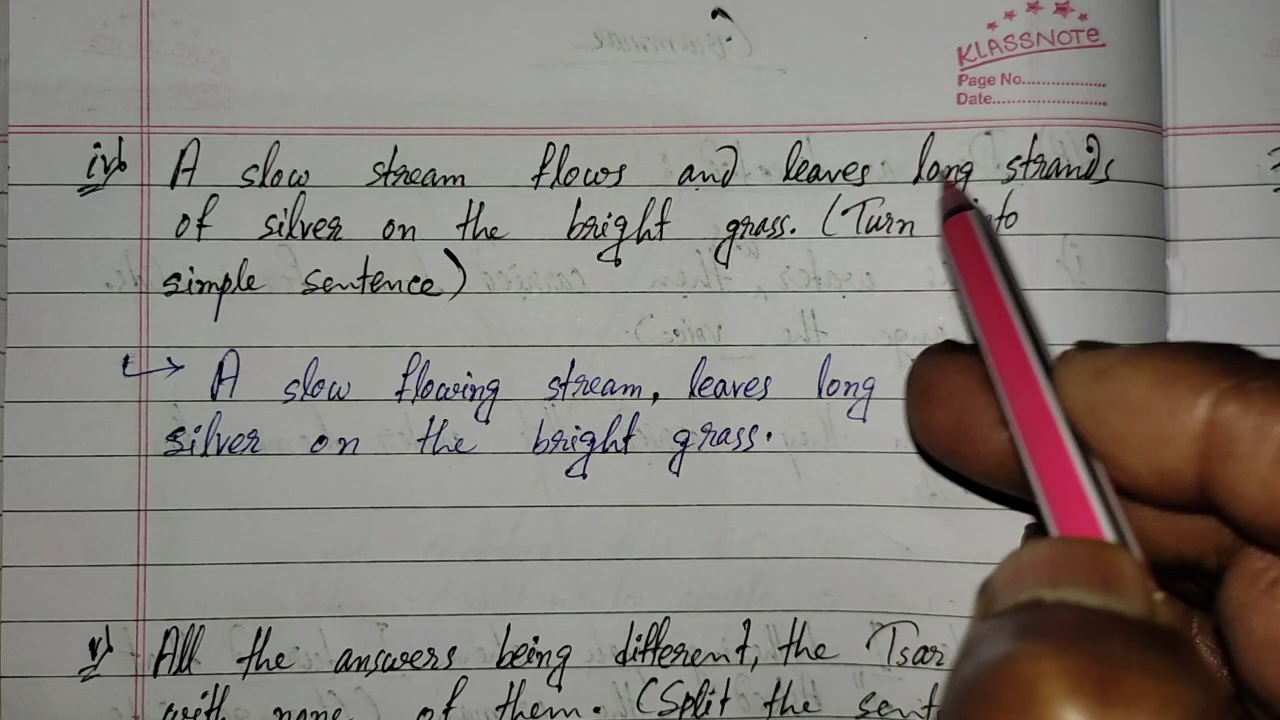 KLASSNOTE
Page No.....................
Date............................
iv) A slow stream flows and leaves long strands
of silver on the bright grass. (Turn into
simple sentence)
↳ A slow flowing stream, leaves long
silver on the bright grass.
v) All the answers being different, the Tsar
with none of them. (Split the